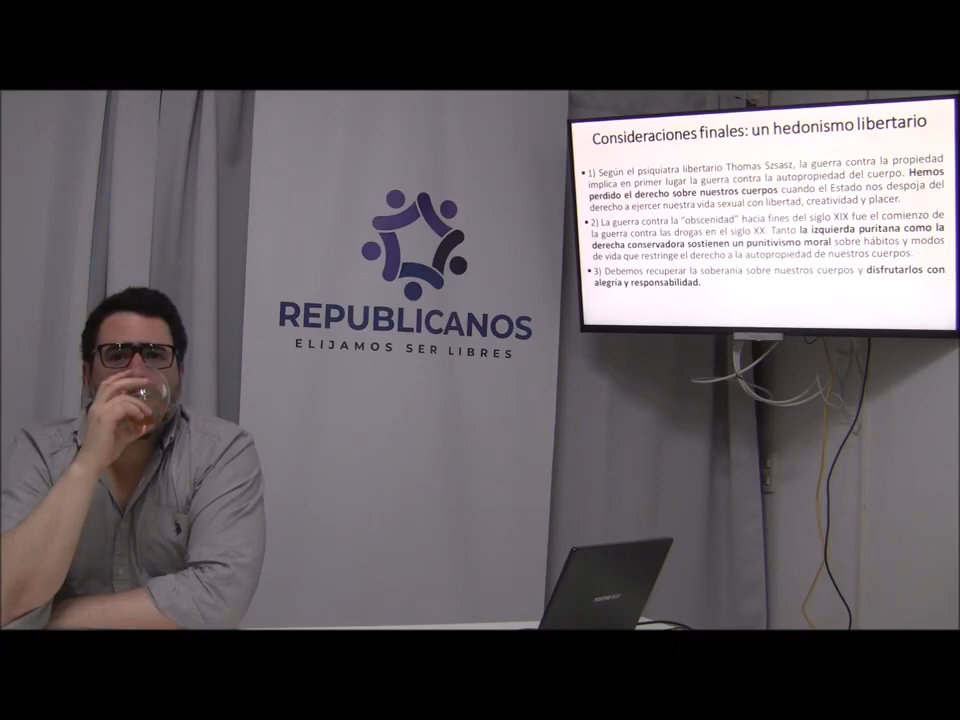 REPUBLICANOS
ELIJAMOS SER LIBRES
Consideraciones finales: un hedonismo libertario
▪ 1) Según el psiquiatra libertario Thomas Szsasz, la guerra contra la propiedad
implica en primer lugar la guerra contra la autopropiedad del cuerpo. Hemos
perdido el derecho sobre nuestros cuerpos cuando el Estado nos despoja del
derecho a ejercer nuestra vida sexual con libertad, creatividad y placer.
▪ 2) La guerra contra la "obscenidad" hacia fines del siglo XIX fue el comienzo de
la guerra contra las drogas en el siglo XX. Tanto la izquierda puritana como la
derecha conservadora sostienen un punitivismo moral sobre hábitos y modos
de vida que restringe el derecho a la autopropiedad de nuestros cuerpos.
▪ 3) Debemos recuperar la soberania sobre nuestros cuerpos y disfrutarlos con
alegria y responsabilidad.